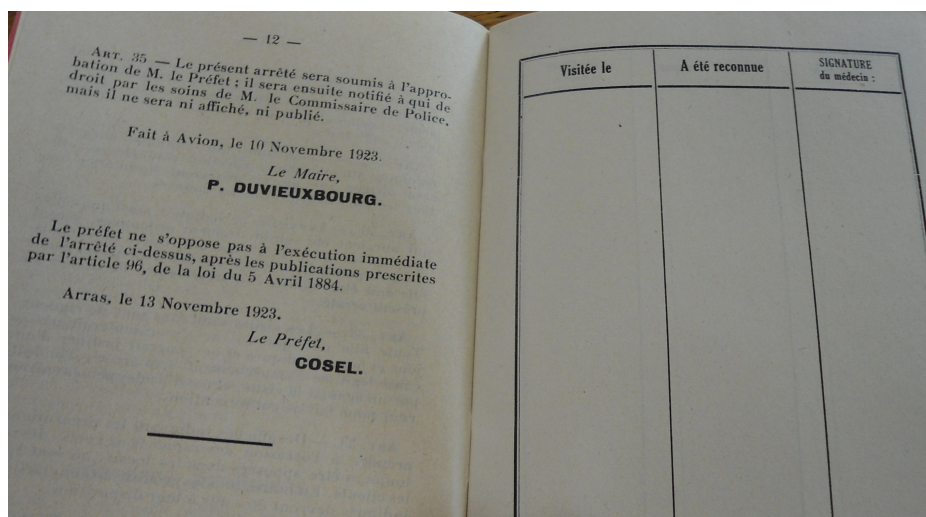 — 12 —
ART. 35 — Le présent arrêté sera soumis à l'appro-
bation de M. le Préfet ; il sera ensuite notifié à qui de
droit par les soins de M. le Commissaire de Police,
mais il ne sera ni affiché, ni publié.
Fait à Avion, le 10 Novembre 1923.
Le Maire,
P. DUVIEUXBOURG.
Le préfet ne s'oppose pas à l'exécution immédiate
de l'arrêté ci-dessus, après les publications prescrites
par l'article 96, de la loi du 5 Avril 1884.
Arras, le 13 Novembre 1923.
Le Préfet,
COSEL.
Visitée le
A été reconnue
SIGNATURE
du médecin :